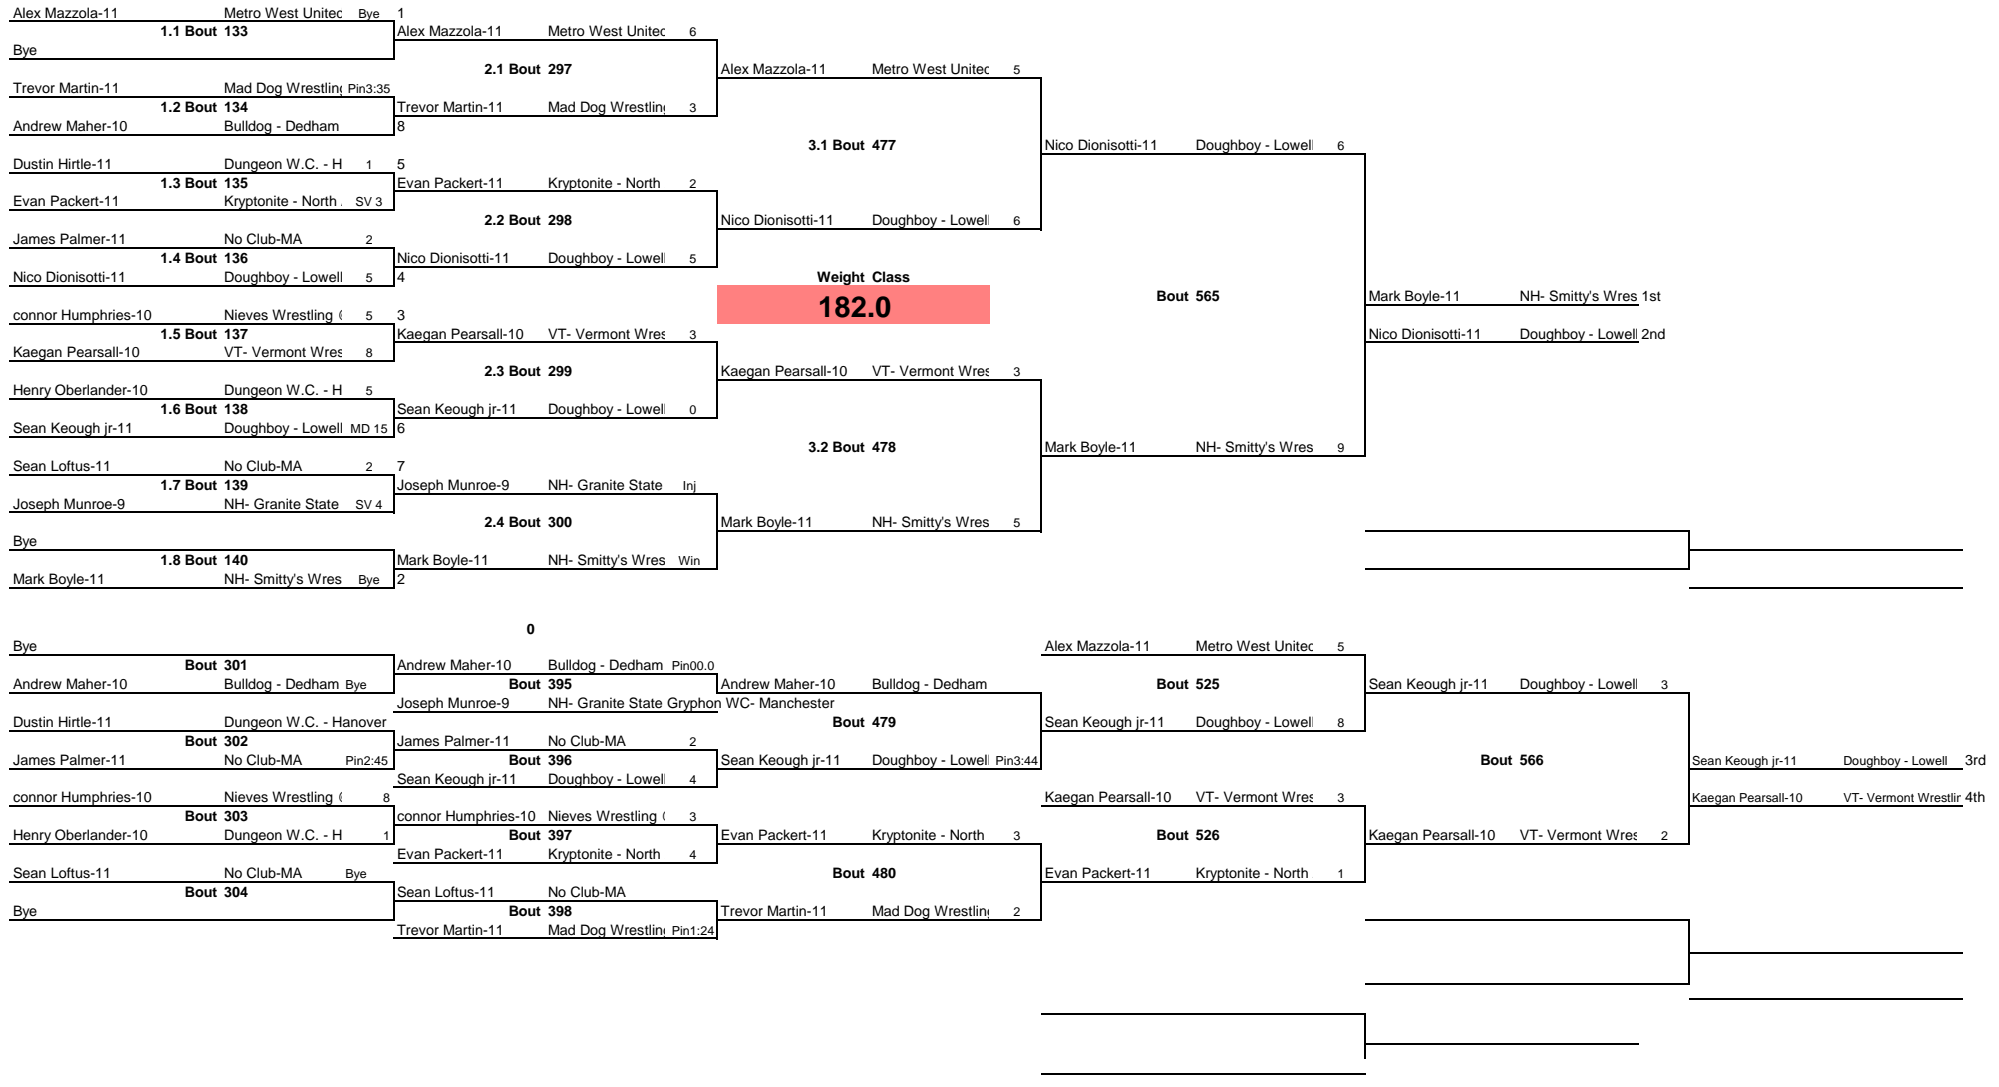 Alex Mazzola-11 Metro West Unitec Bye 1
1.1 Bout 133 Alex Mazzola-11 Metro West Unitec 6
Bye
2.1 Bout 297 Alex Mazzola-11 Metro West Unitec 5
Trevor Martin-11 Mad Dog Wrestlin Pin3:35
1.2 Bout 134 Trevor Martin-11 Mad Dog Wrestlin 3
Andrew Maher-10 Bulldog - Dedham 8
3.1 Bout 477 Nico Dionisotti-11 Doughboy - Lowell 6
Dustin Hirtle-11 Dungeon W.C. - H 1 5
1.3 Bout 135 Evan Packert-11 Kryptonite - North 2
Evan Packert-11 Kryptonite - North SV 3
2.2 Bout 298 Nico Dionisotti-11 Doughboy - Lowell 6
James Palmer-11 No Club-MA 2
1.4 Bout 136 Nico Dionisotti-11 Doughboy - Lowell 5
Nico Dionisotti-11 Doughboy - Lowell 5 4 Weight Class
182.0 Bout 565 Mark Boyle-11 NH- Smitty's Wres 1st
connor Humphries-10 Nieves Wrestling ( 5 3
1.5 Bout 137 Kaegan Pearsall-10 VT- Vermont Wres 3 Nico Dionisotti-11 Doughboy - Lowell 2nd
Kaegan Pearsall-10 VT- Vermont Wres 8
2.3 Bout 299 Kaegan Pearsall-10 VT- Vermont Wres 3
Henry Oberlander-10 Dungeon W.C. - H 5
1.6 Bout 138 Sean Keough jr-11 Doughboy - Lowell 0
Sean Keough jr-11 Doughboy - Lowell MD 15 6
3.2 Bout 478 Mark Boyle-11 NH- Smitty's Wres 9
Sean Loftus-11 No Club-MA 2 7
1.7 Bout 139 Joseph Munroe-9 NH- Granite State Inj
Joseph Munroe-9 NH- Granite State SV 4
2.4 Bout 300 Mark Boyle-11 NH- Smitty's Wres 5
Bye
1.8 Bout 140 Mark Boyle-11 NH- Smitty's Wres Win
Mark Boyle-11 NH- Smitty's Wres Bye 2
0
Bye Alex Mazzola-11 Metro West Unitec 5
Bout 301 Andrew Maher-10 Bulldog - Dedham Pin00.0
Andrew Maher-10 Bulldog - Dedham Bye Bout 395 Andrew Maher-10 Bulldog - Dedham Bout 525 Sean Keough jr-11 Doughboy - Lowell 3
Joseph Munroe-9 NH- Granite State Gryphon WC- Manchester
Dustin Hirtle-11 Dungeon W.C. - Hanover Bout 479 Sean Keough jr-11 Doughboy - Lowell 8
Bout 302 James Palmer-11 No Club-MA 2
James Palmer-11 No Club-MA Pin2:45 Bout 396 Sean Keough jr-11 Doughboy - Lowell Pin3:44 Bout 566 Sean Keough jr-11 Doughboy - Lowell 3rd
Sean Keough jr-11 Doughboy - Lowell 4
connor Humphries-10 Nieves Wrestling ( 8 Kaegan Pearsall-10 VT- Vermont Wres 3 Kaegan Pearsall-10 VT- Vermont Wrestlir 4th
Bout 303 connor Humphries-10 Nieves Wrestling ( 3
Henry Oberlander-10 Dungeon W.C. - H 1 Bout 397 Evan Packert-11 Kryptonite - North 3 Bout 526 Kaegan Pearsall-10 VT- Vermont Wres 2
Evan Packert-11 Kryptonite - North 4
Sean Loftus-11 No Club-MA Bye Bout 480 Evan Packert-11 Kryptonite - North 1
Bout 304 Sean Loftus-11 No Club-MA
Bye Bout 398 Trevor Martin-11 Mad Dog Wrestlin 2
Trevor Martin-11 Mad Dog Wrestlin Pin1:24